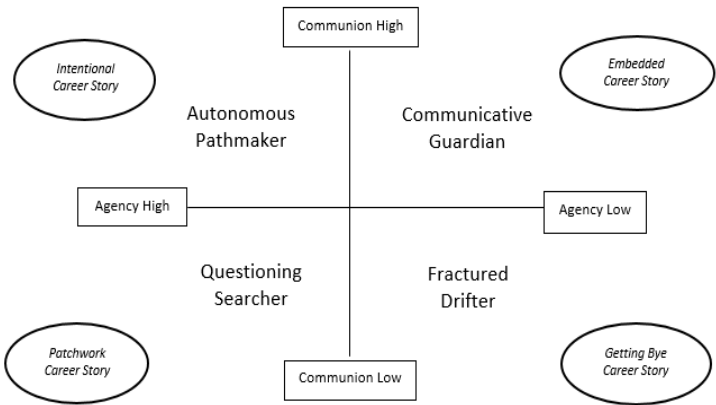 Communion High
Intentional
Career Story
Embedded
Career Story
Autonomous
Pathmaker
Communicative
Guardian
Agency High
Agency Low
Questioning
Searcher
Fractured
Drifter
Patchwork
Career Story
Communion Low
Getting Bye
Career Story